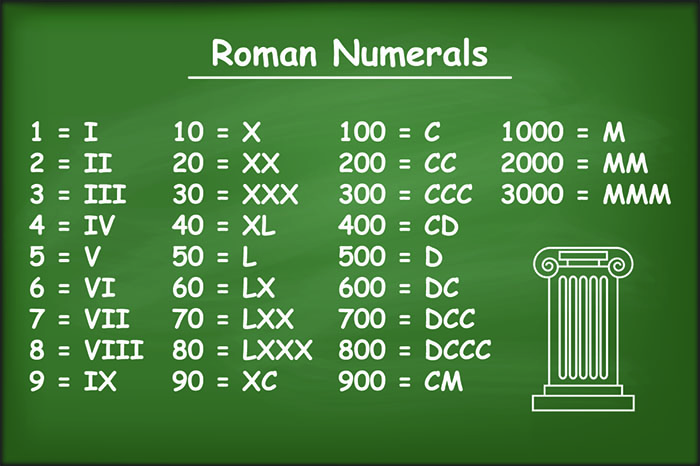 Roman Numerals
1 = I 10 = X 100 = C 1000 = M
2 = II 20 = XX 200 = CC 2000 = MM
3 = III 30 = XXX 300 = CCC 3000 = MMM
4 = IV 40 = XL 400 = CD
5 = V 50 = L 500 = D
6 = VI 60 = LX 600 = DC
7 = VII 70 = LXX 700 = DCC
8 = VIII 80 = LXXX 800 = DCCC
9 = IX 90 = XC 900 = CM